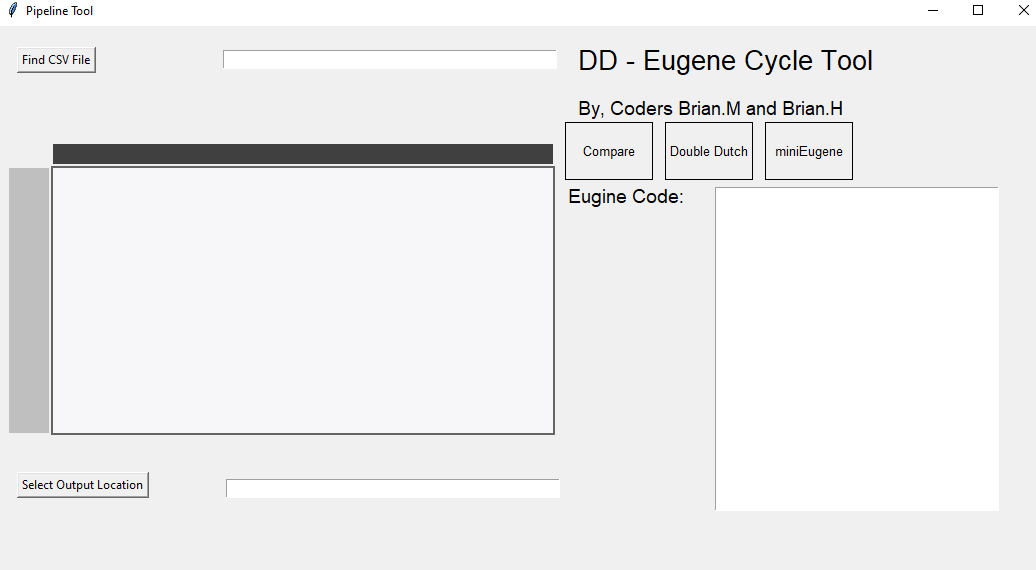 Pipeline Tool
Find CSV File
DD - Eugene Cycle Tool
By, Coders Brian.M and Brian.H
Compare
Double Dutch
miniEugene
Eugine Code:
Select Output Location